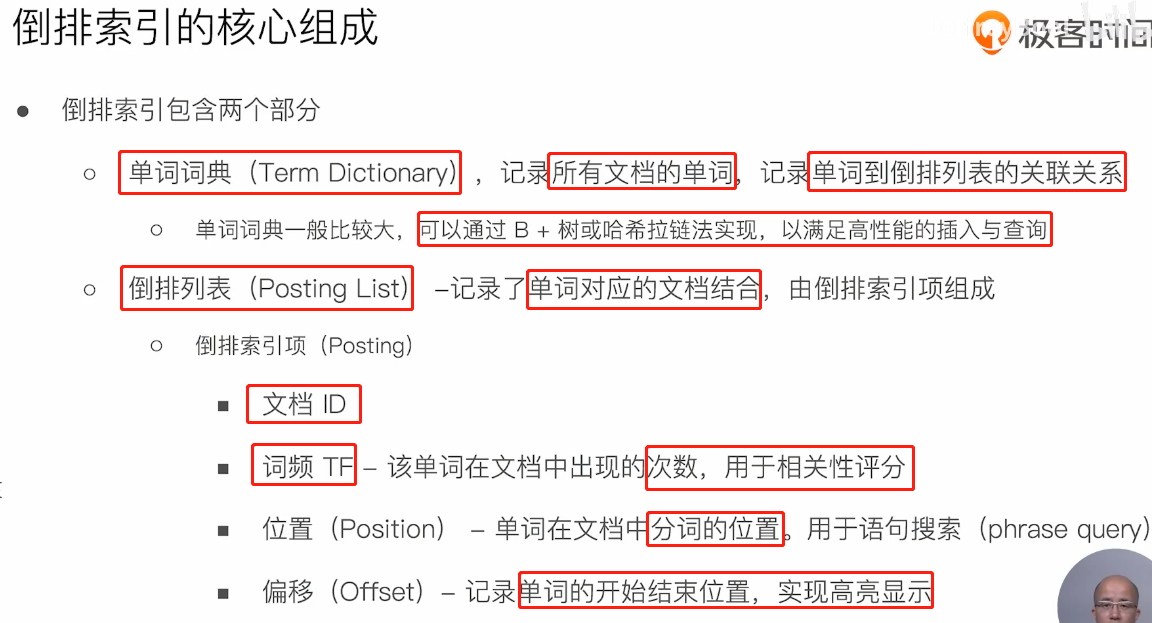 倒排索引的核心组成
极客时间
● 倒排索引包含两个部分
○ 单词词典（Term Dictionary），记录所有文档的单词，记录单词到倒排列表的关联关系
○ 单词词典一般比较大，可以通过 B + 树或哈希拉链法实现，以满足高性能的插入与查询
○ 倒排列表（Posting List）–记录了单词对应的文档结合，由倒排索引项组成
○ 倒排索引项（Posting）
■ 文档 ID
■ 词频 TF – 该单词在文档中出现的次数，用于相关性评分
■ 位置（Position） – 单词在文档中分词的位置。用于语句搜索（phrase query）
■ 偏移（Offset）– 记录单词的开始结束位置，实现高亮显示